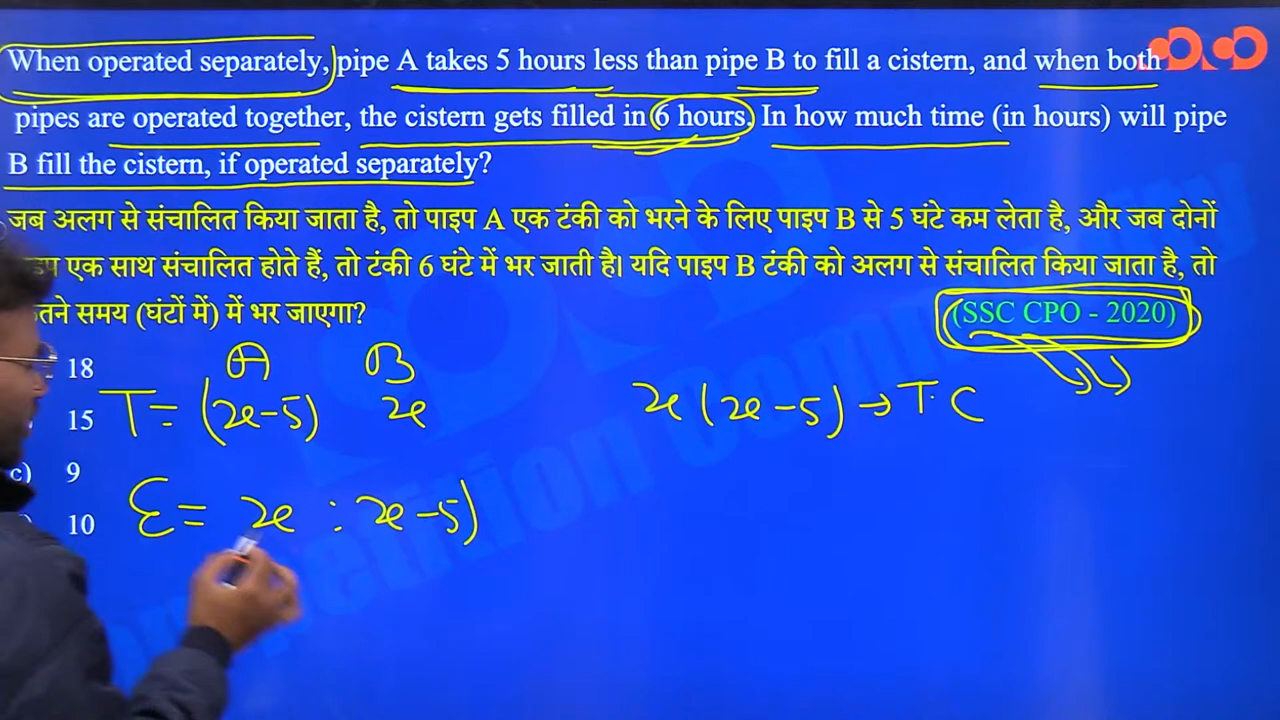 When operated separately, pipe A takes 5 hours less than pipe B to fill a cistern, and when both
pipes are operated together, the cistern gets filled in 6 hours. In how much time (in hours) will pipe
B fill the cistern, if operated separately?
जब अलग से संचालित किया जाता है, तो पाइप A एक टंकी को भरने के लिए पाइप B से 5 घंटे कम लेता है, और जब दोनों
एक साथ संचालित होते हैं, तो टंकी 6 घंटे में भर जाती है। यदि पाइप B टंकी को अलग से संचालित किया जाता है, तो
समय (घंटों में) में भर जाएगा?
(SSC CPO - 2020)
18
A B
15
T = (x-5) x
x(x-5) → T.C
c) 9
10
E = x : x-5)